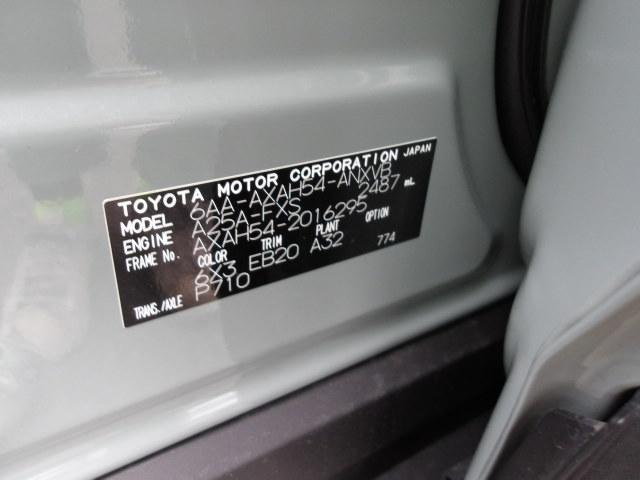 TOYOTA MOTOR CORPORATION JAPAN
MODEL 6AA-AXAH54-ANXVB
ENGINE A25A-FXS 2487 mL
FRAME No. AXAH54-2016295
COLOR TRIM PLANT OPTION
6X3 EB20 A32 774
TRANS./AXLE P710